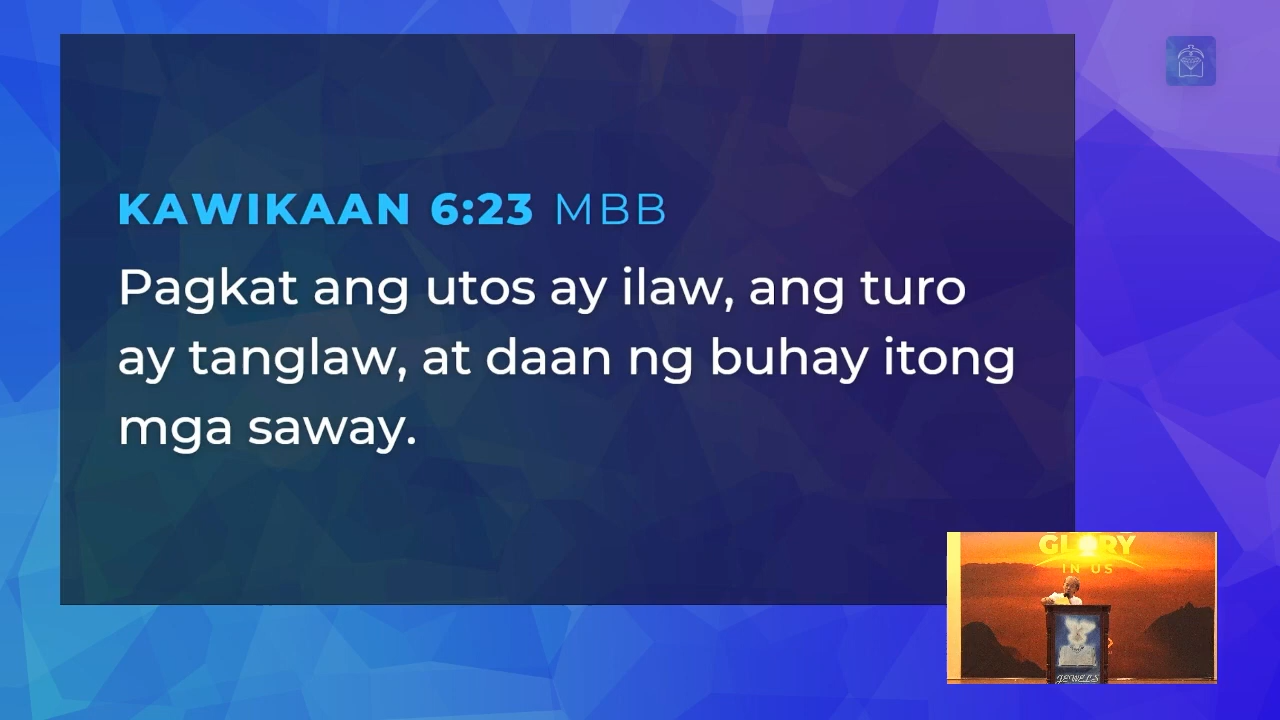 KAWIKAAN 6:23 MBB
Pagkat ang utos ay ilaw, ang turo
ay tanglaw, at daan ng buhay itong
mga saway.
GLORY
IN US
JEWELS